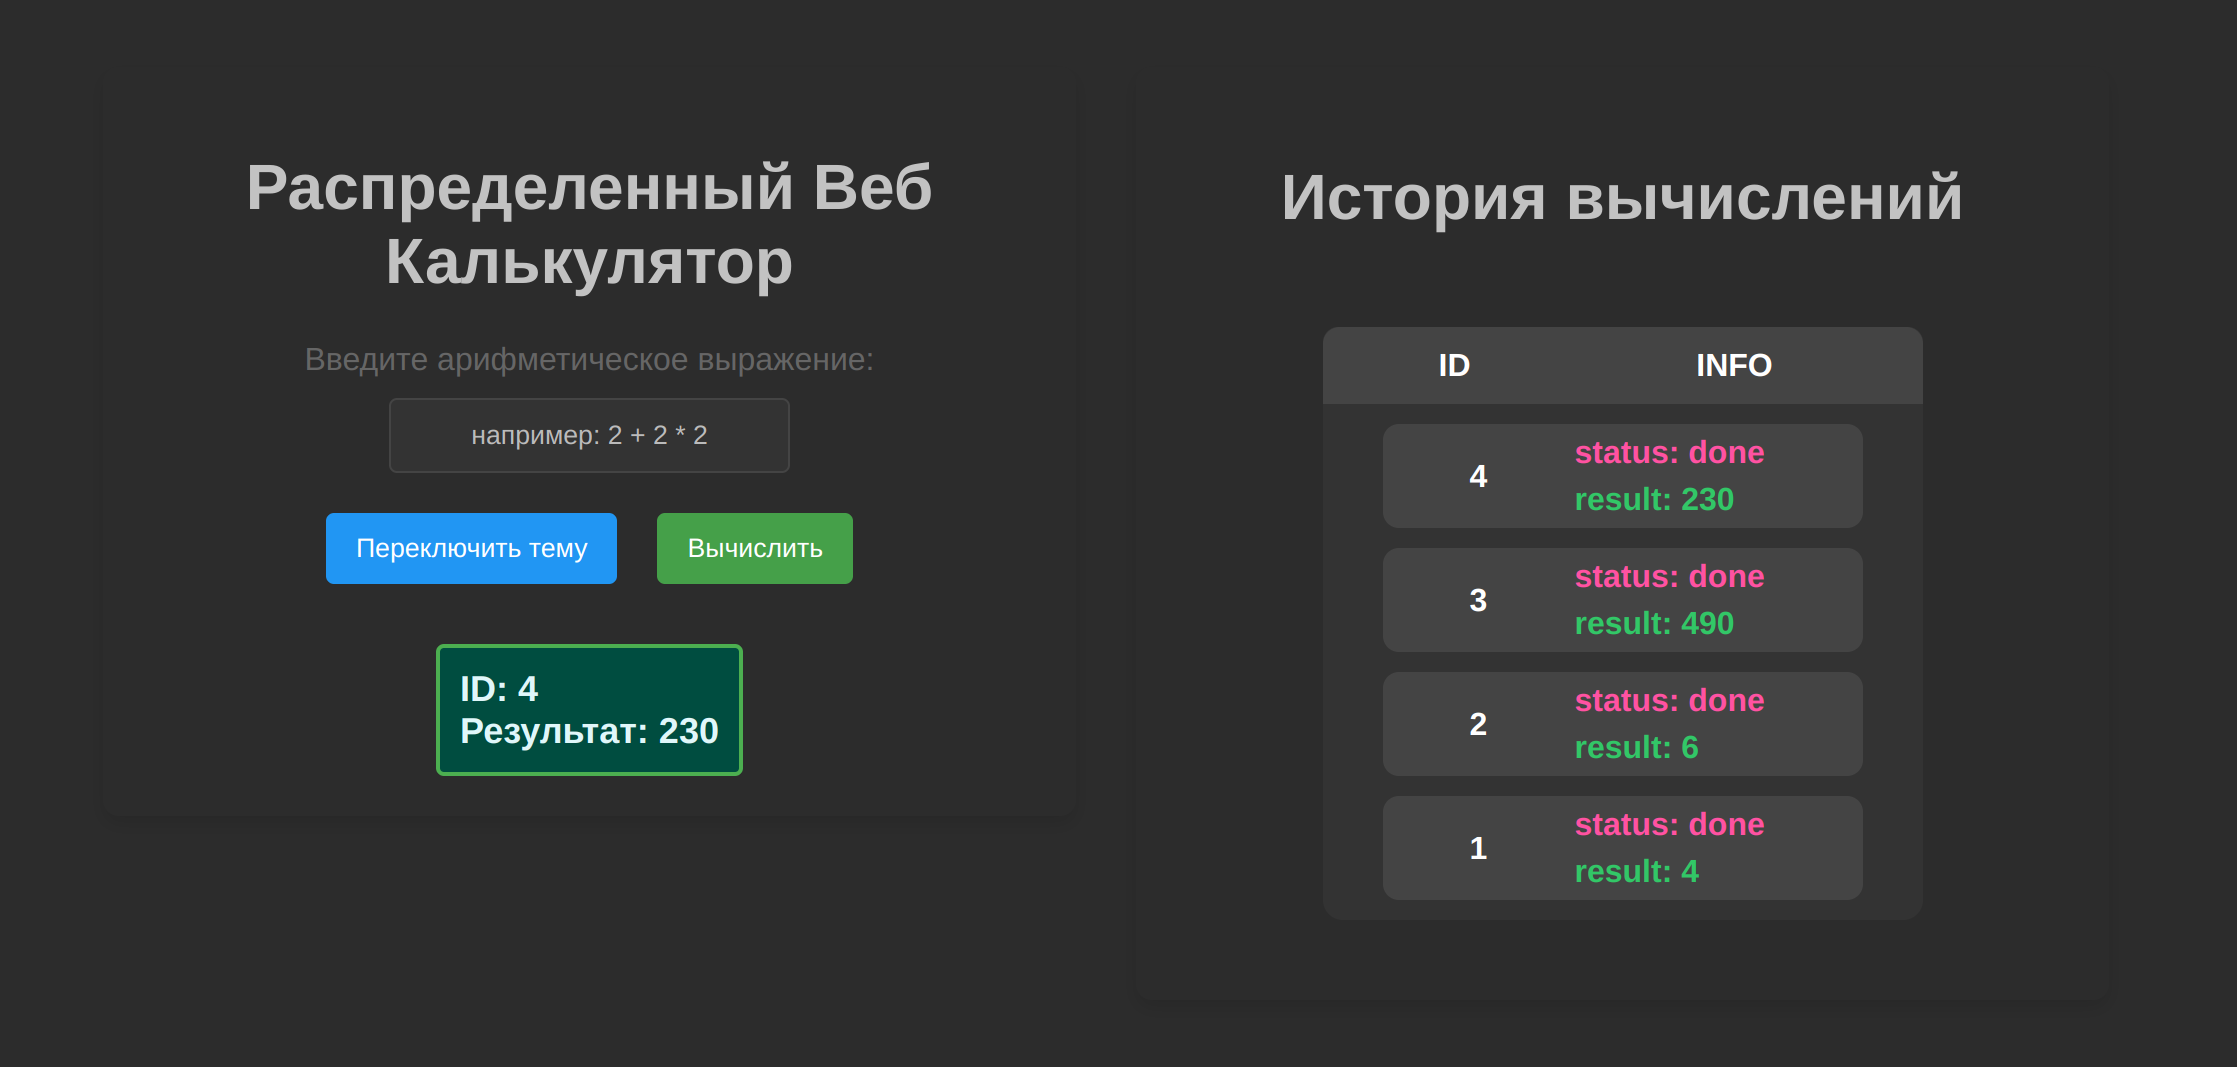 Распределенный Веб
Калькулятор
Введите арифметическое выражение:
например: 2 + 2 * 2
Переключить тему
Вычислить
ID: 4
Результат: 230
История вычислений
ID INFO
4
status: done
result: 230
3
status: done
result: 490
2
status: done
result: 6
1
status: done
result: 4